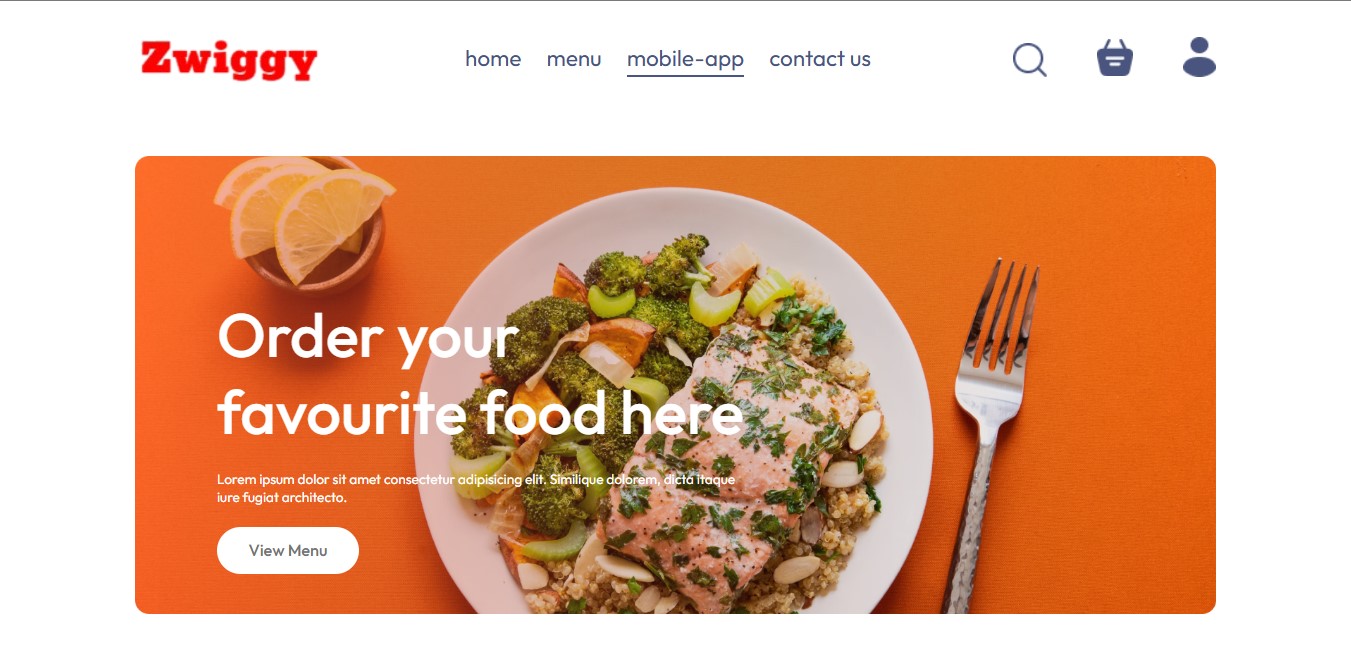 Zwiggy
home menu mobile-app contact us
Order your
favourite food here
Lorem ipsum dolor sit amet consectetur adipisicing elit. Similique dolorem, dicta itaque
iure fugiat architecto.
View Menu